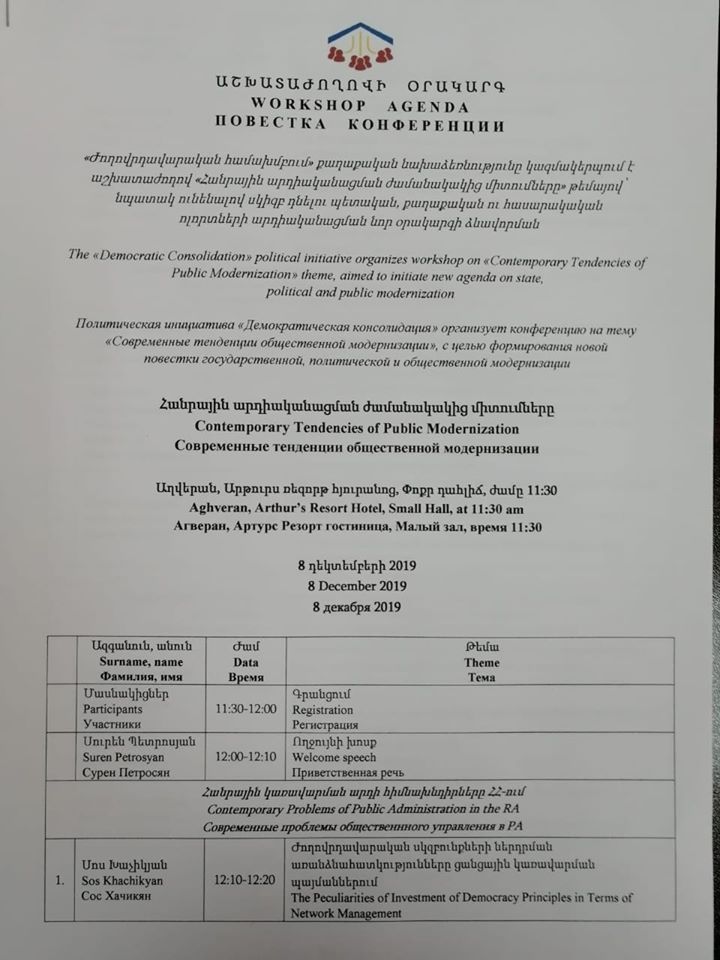 ԱՇԽԱՏԱԺՈՂՈՎԻ ՕՐԱԿԱՐԳ
WORKSHOP AGENDA
ПОВЕСТКА КОНФЕРЕНЦИИ
«Ժողովրդավարական համախմբում» քաղաքական նախաձեռնությունը կազմակերպում է
աշխատաժողով «Հանրային արդիականացման ժամանակակից միտումները» թեմայով՝
նպատակ ունենալով սկիզբ դնելու պետական, քաղաքական ու հասարակական
ոլորտների արդիականացման նոր օրակարգի ձևավորման
The «Democratic Consolidation» political initiative organizes workshop on «Contemporary Tendencies of
Public Modernization» theme, aimed to initiate new agenda on state,
political and public modernization
Политическая инициатива «Демократическая консолидация» организует конференцию на тему
«Современные тенденции общественной модернизации», с целью формирования новой
повестки государственной, политической и общественной модернизации
Հանրային արդիականացման ժամանակակից միտումները
Contemporary Tendencies of Public Modernization
Современные тенденции общественной модернизации
Աղվերան, Արթուրս ռեզորթ հյուրանոց, Փոքր դահլիճ, ժամը 11:30
Aghveran, Arthur’s Resort Hotel, Small Hall, at 11:30 am
Агверан, Артурс Резорт гостиница, Малый зал, время 11:30
8 դեկտեմբերի 2019
8 December 2019
8 декабря 2019
Ազգանուն, անուն
Surname, name
Фамилия, имя
Ժամ
Data
Время
Թեմա
Theme
Тема
Մասնակիցներ
Participants
Участники
11:30-12:00
Գրանցում
Registration
Регистрация
Սուրեն Պետրոսյան
Suren Petrosyan
Сурен Петросян
12:00-12:10
Ողջույնի խոսք
Welcome speech
Приветственная речь
Հանրային կառավարման արդի հիմնախնդիրները ՀՀ-ում
Contemporary Problems of Public Administration in the RA
Современные проблемы общественнного управления в РА
1.
Սոս Խաչիկյան
Sos Khachikyan
Сос Хачикян
12:10-12:20
Ժողովրդավարական սկզբունքների ներդրման
առանձնահատկությունները ցանցային կառավարման
պայմաններում
The Peculiarities of Investment of Democracy Principles in Terms of
Network Management